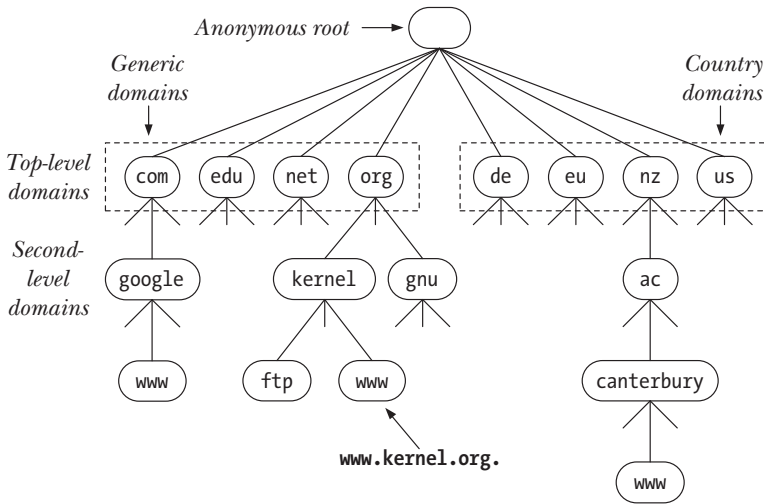 Anonymous root
Generic
domains
Country
domains
Top-level
domains
com edu net org de eu nz us
Second-
level
domains
google kernel gnu ac
www ftp www canterbury
www.kernel.org.
www